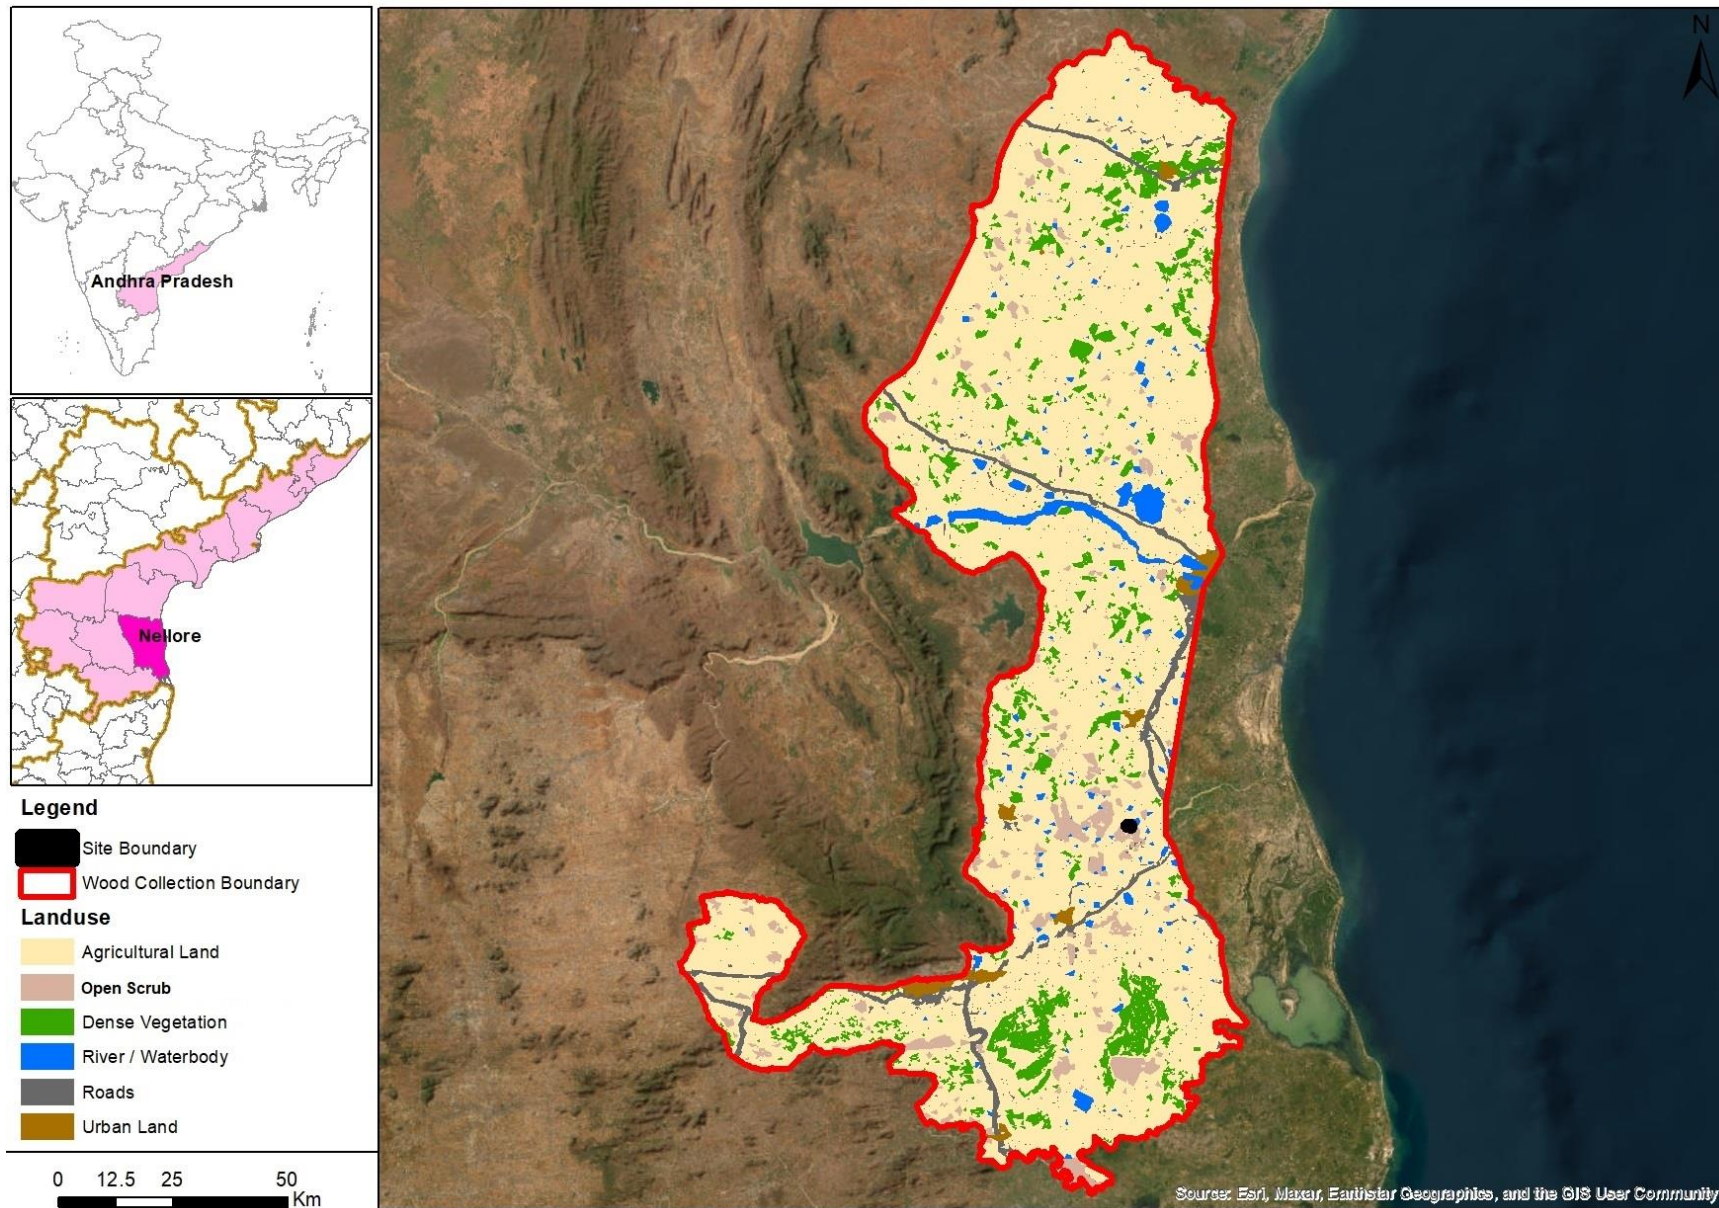 N
Andhra Pradesh
Nellore
Legend
Site Boundary
Wood Collection Boundary
Landuse
Agricultural Land
Open Scrub
Dense Vegetation
River / Waterbody
Roads
Urban Land
0 12.5 25 50
Km
Source: Esri, Maxar, Earthstar Geographics, and the GIS User Community